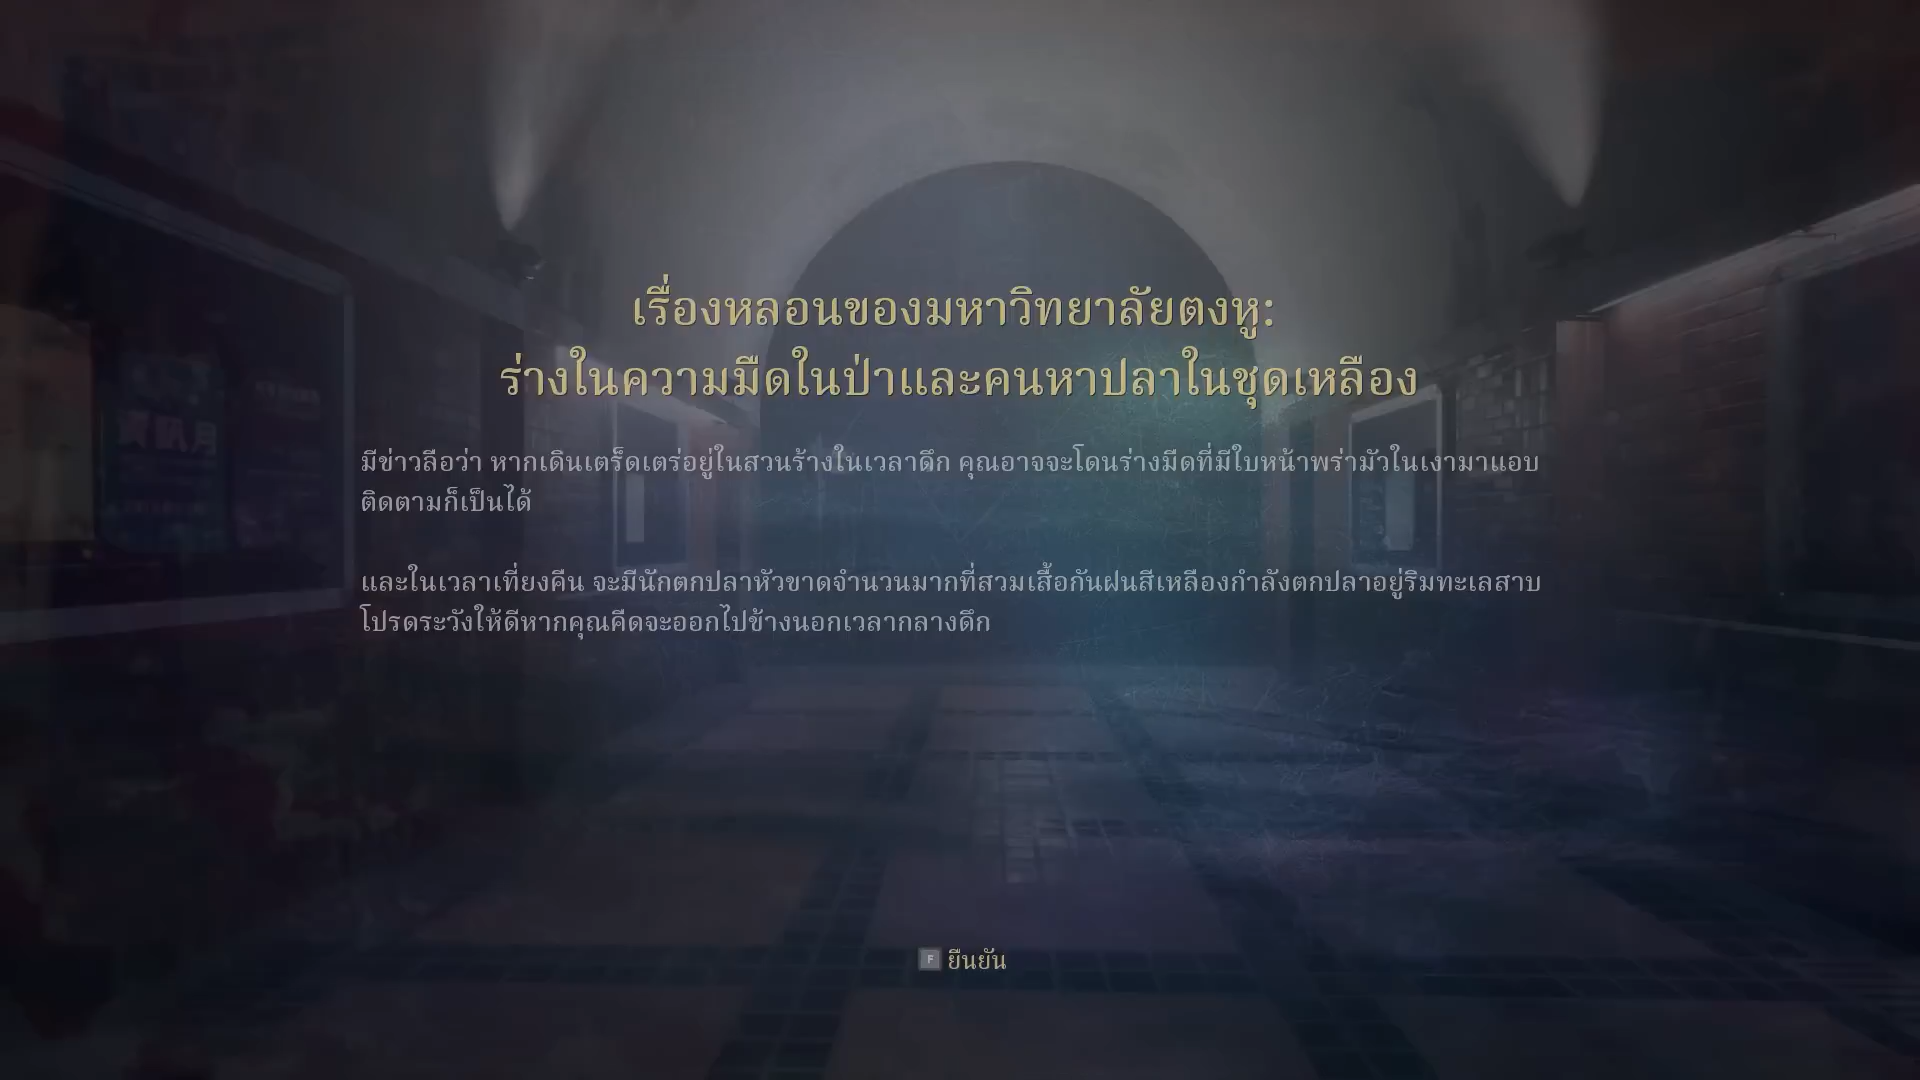 เรื่องหลอนของมหาวิทยาลัยตงหู:
ร่างในความมืดในป่าและคนหาปลาในชุดเหลือง
มีข่าวลือว่า หากเดินเตร็ดเตร่อยู่ในสวนร้างในเวลาดึก คุณอาจจะโดนร่างมืดที่มีใบหน้าพร่ามัวในเงามาแอบ
ติดตามก็เป็นได้
และในเวลาเที่ยงคืน จะมีนักตกปลาหัวขาดจำนวนมากที่สวมเสื้อกันฝนสีเหลืองกำลังตกปลาอยู่ริมทะเลสาบ
โปรดระวังให้ดีหากคุณคิดจะออกไปข้างนอกเวลากลางดึก
F ยืนยัน